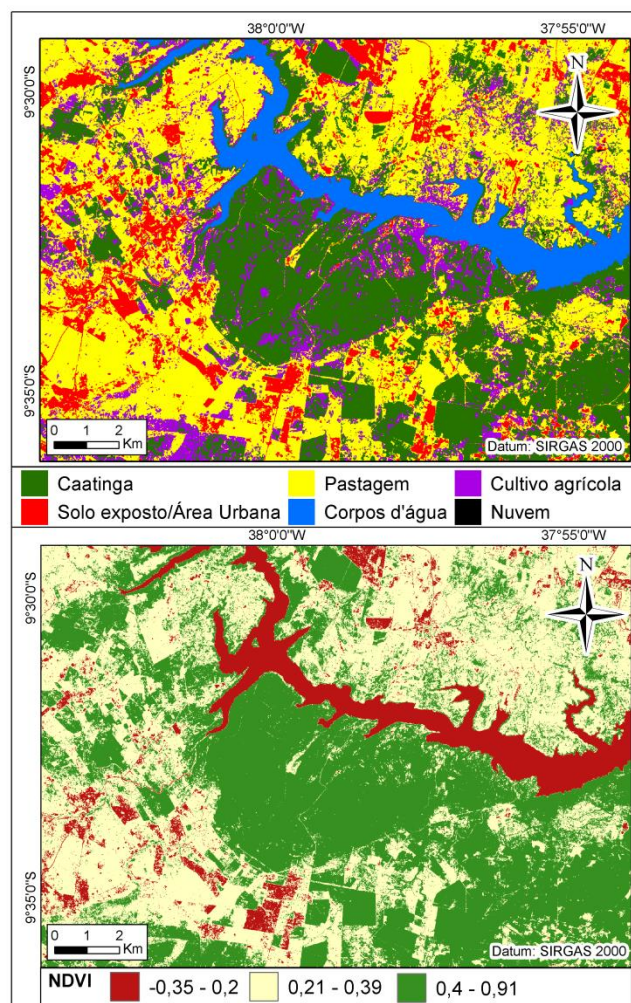 38°0'0"W 37°55'0"W
9°30'0"S
N
9°35'0"S
0 1 2
Km
Datum: SIRGAS 2000
Caatinga Pastagem Cultivo agrícola
Solo exposto/Área Urbana Corpos d'água Nuvem
38°0'0"W 37°55'0"W
9°30'0"S
N
9°35'0"S
0 1 2
Km
Datum: SIRGAS 2000
NDVI -0,35 - 0,2 0,21 - 0,39 0,4 - 0,91